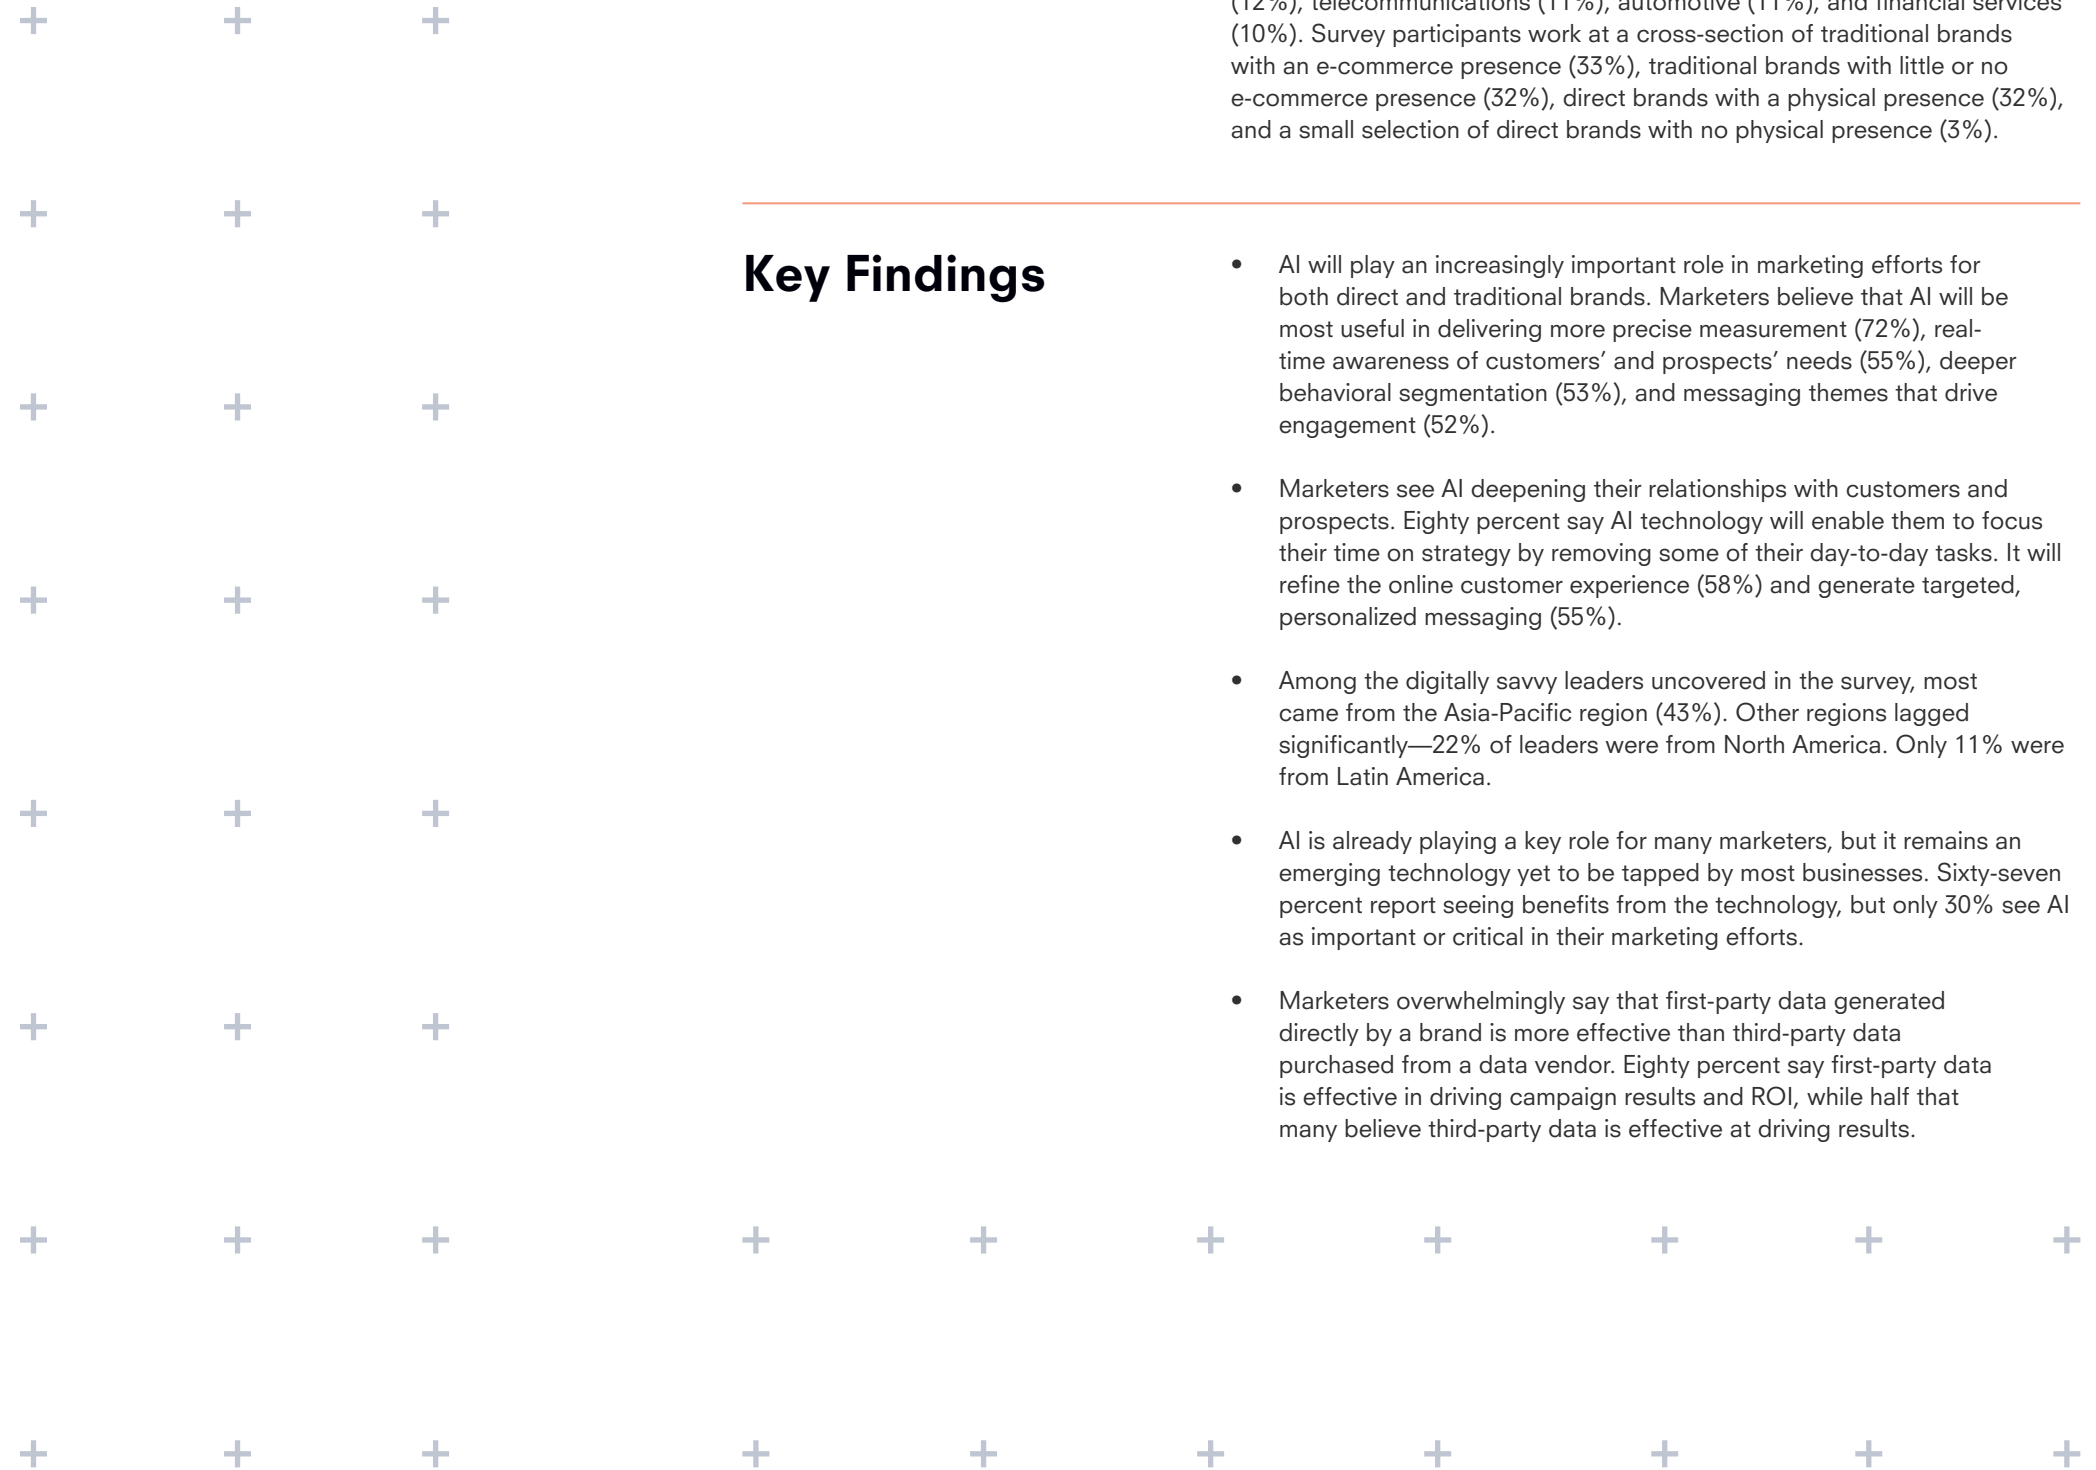 (12%), telecommunications (11%), automotive (11%), and financial services
(10%). Survey participants work at a cross-section of traditional brands
with an e-commerce presence (33%), traditional brands with little or no
e-commerce presence (32%), direct brands with a physical presence (32%),
and a small selection of direct brands with no physical presence (3%).
Key Findings
• AI will play an increasingly important role in marketing efforts for
both direct and traditional brands. Marketers believe that AI will be
most useful in delivering more precise measurement (72%), real-
time awareness of customers’ and prospects’ needs (55%), deeper
behavioral segmentation (53%), and messaging themes that drive
engagement (52%).
• Marketers see AI deepening their relationships with customers and
prospects. Eighty percent say AI technology will enable them to focus
their time on strategy by removing some of their day-to-day tasks. It will
refine the online customer experience (58%) and generate targeted,
personalized messaging (55%).
• Among the digitally savvy leaders uncovered in the survey, most
came from the Asia-Pacific region (43%). Other regions lagged
significantly—22% of leaders were from North America. Only 11% were
from Latin America.
• AI is already playing a key role for many marketers, but it remains an
emerging technology yet to be tapped by most businesses. Sixty-seven
percent report seeing benefits from the technology, but only 30% see AI
as important or critical in their marketing efforts.
• Marketers overwhelmingly say that first-party data generated
directly by a brand is more effective than third-party data
purchased from a data vendor. Eighty percent say first-party data
is effective in driving campaign results and ROI, while half that
many believe third-party data is effective at driving results.